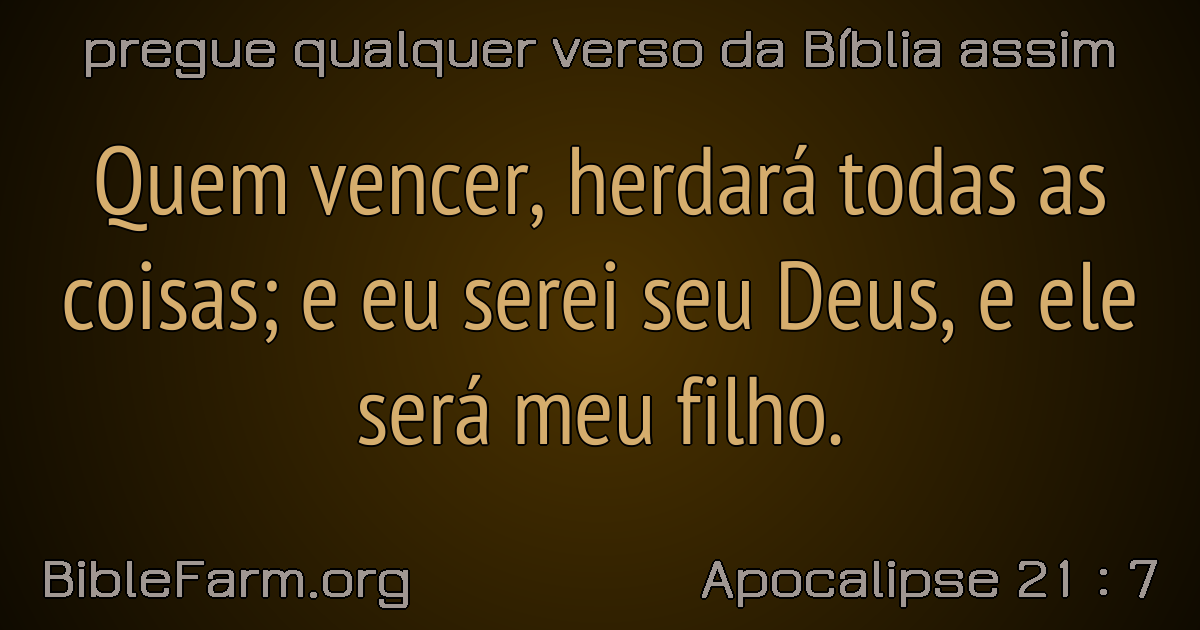 pregue qualquer verso da Bíblia assim
Quem vencer, herdará todas as
coisas; e eu serei seu Deus, e ele
será meu filho.
BibleFarm.org
Apocalipse 21 : 7